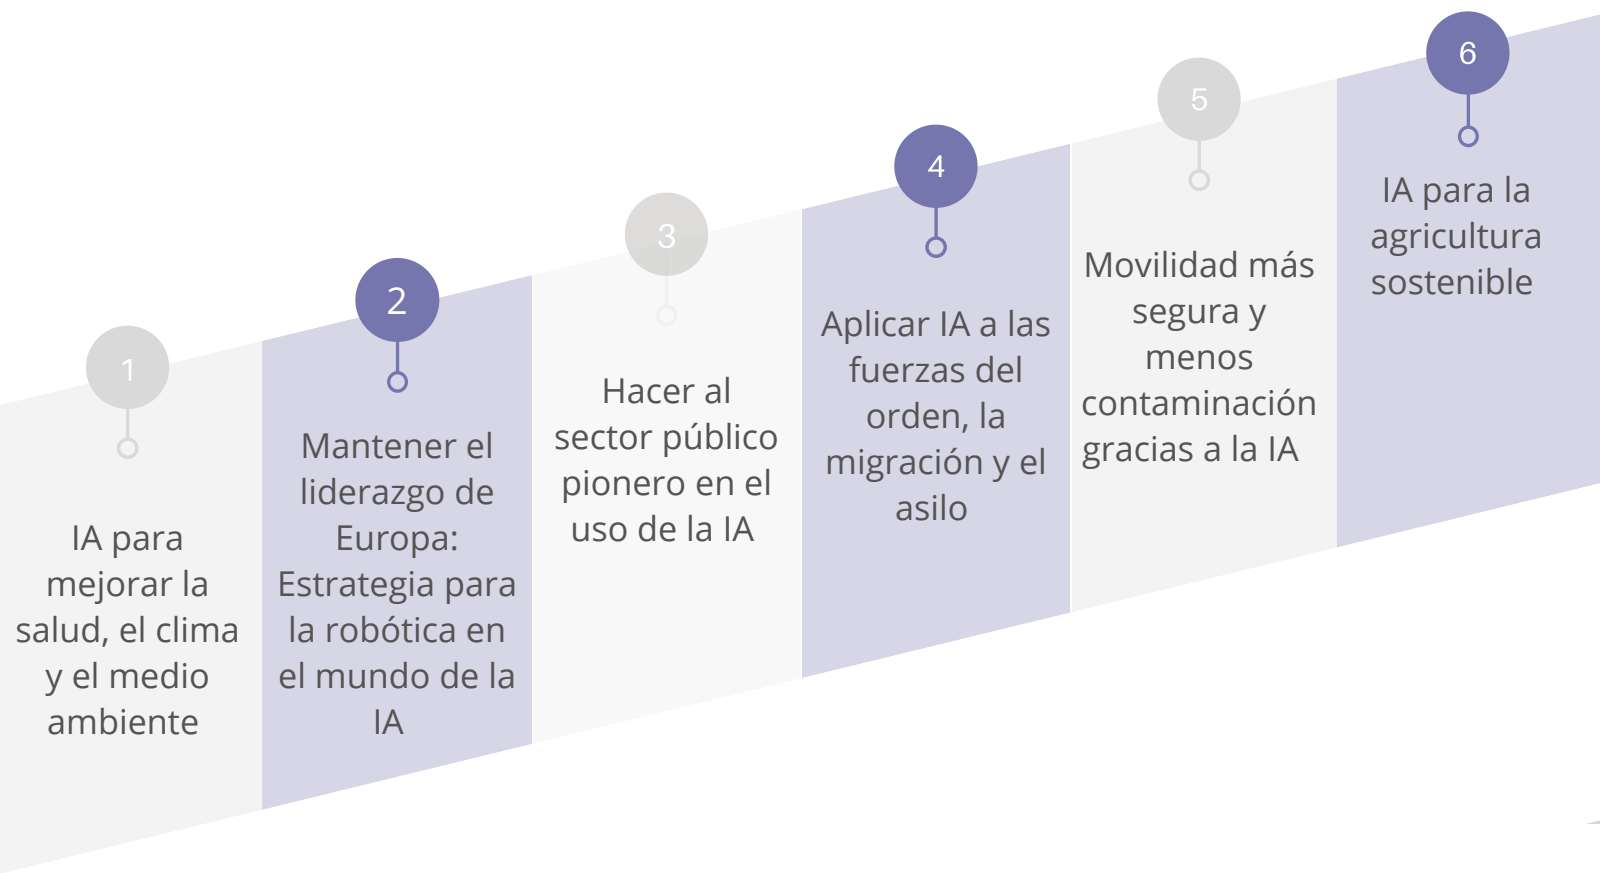 1
IA para
mejorar la
salud, el clima
y el medio
ambiente
2
Mantener el
liderazgo de
Europa:
Estrategia para
la robótica en
el mundo de la
IA
3
Hacer al
sector público
pionero en el
uso de la IA
4
Aplicar IA a las
fuerzas del
orden, la
migración y el
asilo
5
Movilidad más
segura y
menos
contaminación
gracias a la IA
6
IA para la
agricultura
sostenible